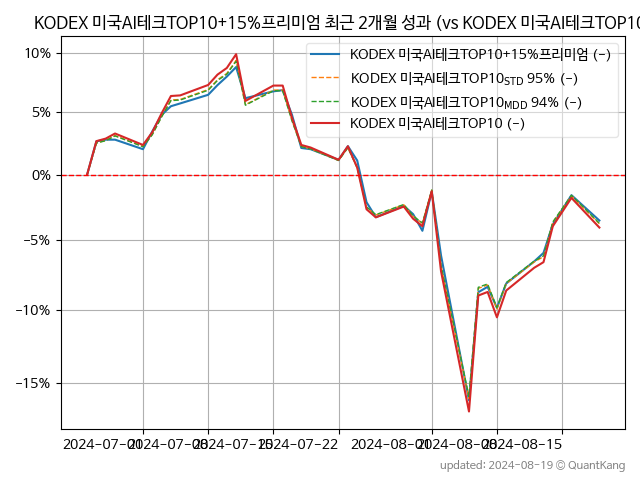 KODEX 미국AI테크TOP10+15%프리미엄 최근 2개월 성과 (vs KODEX 미국AI테크TOP10
KODEX 미국AI테크TOP10+15%프리미엄 (-)
KODEX 미국AI테크TOP10STD 95% (-)
KODEX 미국AI테크TOP10MDD 94% (-)
KODEX 미국AI테크TOP10 (-)
10%
5%
0%
-5%
-10%
-15%
2024-07-01 2024-07-08 2024-07-15 2024-07-22 2024-08-01 2024-08-08 2024-08-15
updated: 2024-08-19 © QuantKang